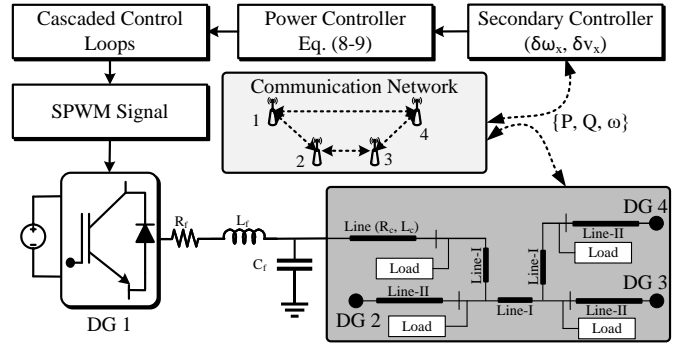 Cascaded Control
Loops
Power Controller
Eq. (8-9)
Secondary Controller
(δωx, δvx)
SPWM Signal
Communication Network
1
4
2
3
{P, Q, ω}
DG 1
Rf
Lf
Cf
Line (Rc, Lc)
Load
Line-I
Line-I
Line-II
DG 4
Load
DG 2
Line-II
Load
Line-I
DG 3
Line-II
Load